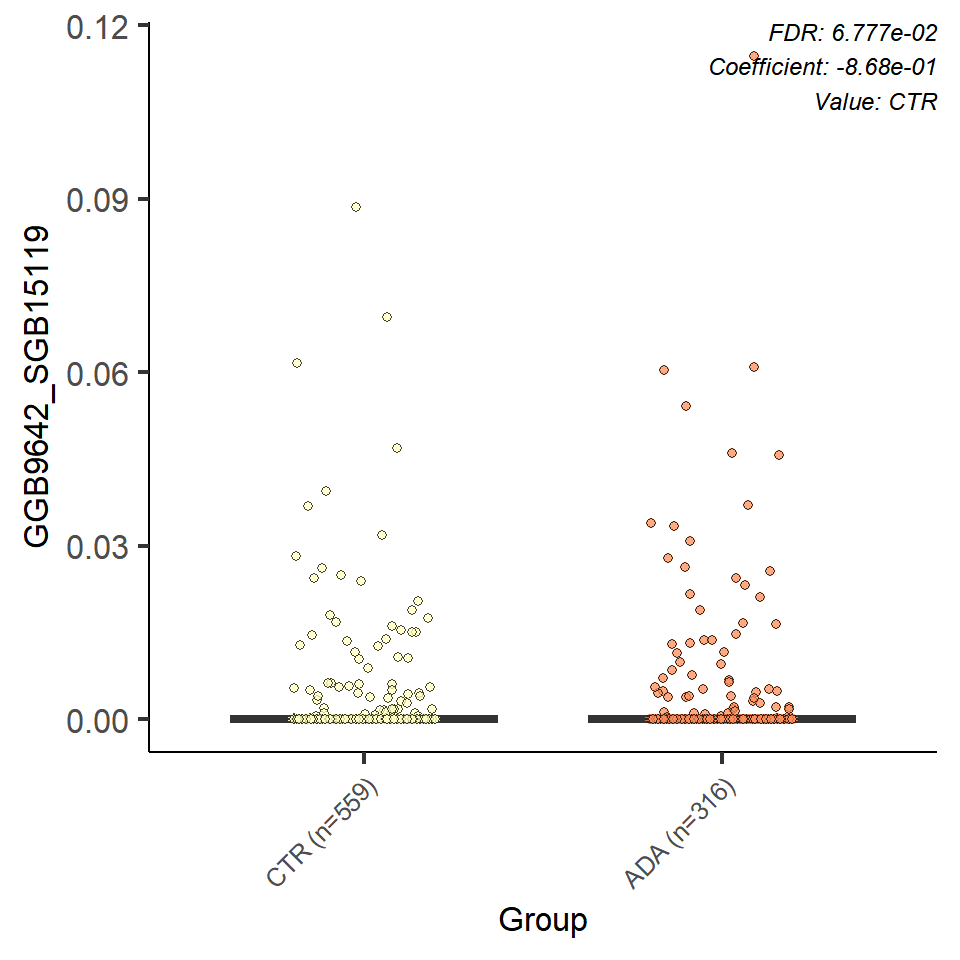 FDR: 6.777e-02
Coefficient: -8.68e-01
Value: CTR
0.12
0.09
0.06
0.03
0.00
GGB9642_SGB15119
CTR (n=559)
ADA (n=316)
Group